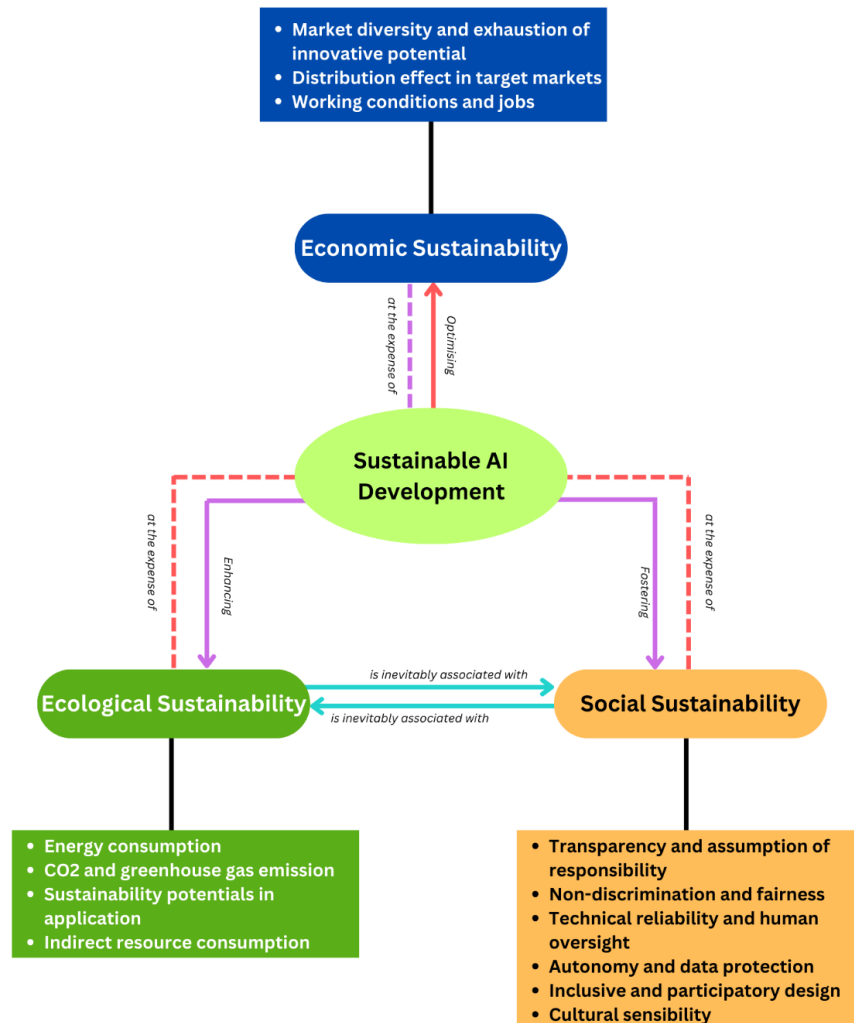 • Market diversity and exhaustion of
innovative potential
• Distribution effect in target markets
• Working conditions and jobs
Economic Sustainability
at the expense of
Optimising
Sustainable AI
Development
at the expense of
Enhancing
Fostering
at the expense of
is inevitably associated with
Ecological Sustainability
Social Sustainability
is inevitably associated with
• Energy consumption
• CO2 and greenhouse gas emission
• Sustainability potentials in
application
• Indirect resource consumption
• Transparency and assumption of
responsibility
• Non-discrimination and fairness
• Technical reliability and human
oversight
• Autonomy and data protection
• Inclusive and participatory design
• Cultural sensibility